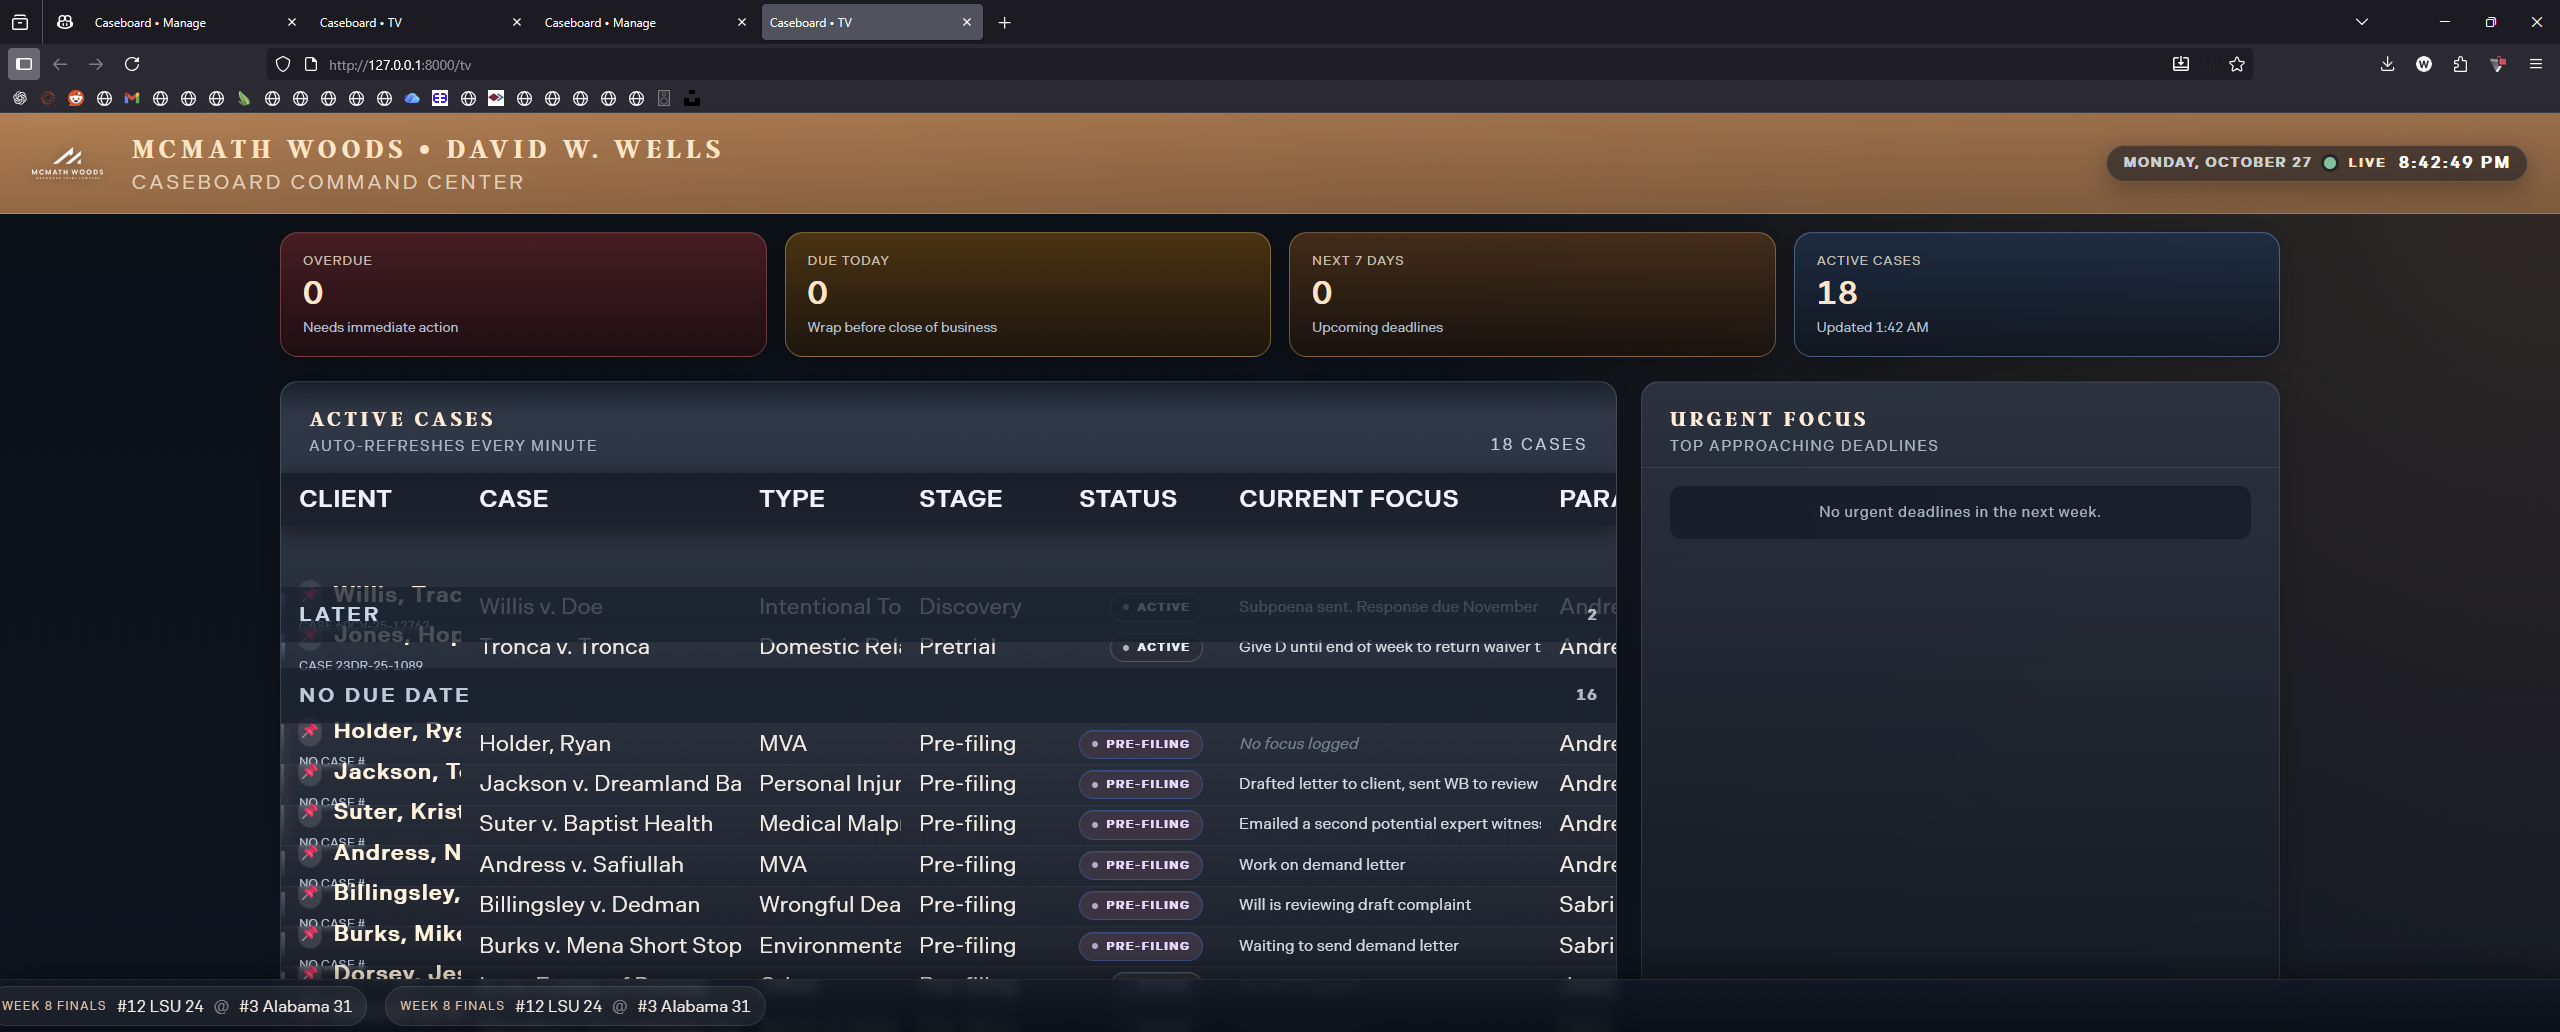 Caseboard • Manage
Caseboard • TV
Caseboard • Manage
Caseboard • TV
http://127.0.0.1:8000/tv
MCMATH WOODS
MCMATH WOODS • DAVID W. WELLS
CASEBOARD COMMAND CENTER
MONDAY, OCTOBER 27 LIVE 8:42:49 PM
OVERDUE
0
Needs immediate action
DUE TODAY
0
Wrap before close of business
NEXT 7 DAYS
0
Upcoming deadlines
ACTIVE CASES
18
Updated 1:42 AM
ACTIVE CASES
AUTO-REFRESHES EVERY MINUTE
18 CASES
CLIENT CASE TYPE STAGE STATUS CURRENT FOCUS PARA
Willis, Trac Willis v. Doe Intentional To Discovery ACTIVE Subpoena sent. Response due November Andre
LATER 2
Jones, Hop Tronca v. Tronca Domestic Rela Pretrial ACTIVE Give D until end of week to return waiver t Andre
CASE 23DR-25-1089
NO DUE DATE 16
Holder, Rya Holder, Ryan MVA Pre-filing PRE-FILING No focus logged Andre
NO CASE #
Jackson, T Jackson v. Dreamland Ba Personal Injur Pre-filing PRE-FILING Drafted letter to client, sent WB to review Andre
NO CASE #
Suter, Krist Suter v. Baptist Health Medical Malp Pre-filing PRE-FILING Emailed a second potential expert witness Andre
NO CASE #
Andress, N Andress v. Safiullah MVA Pre-filing PRE-FILING Work on demand letter Andre
NO CASE #
Billingsley, Billingsley v. Dedman Wrongful Dea Pre-filing PRE-FILING Will is reviewing draft complaint Sabri
NO CASE #
Burks, Mike Burks v. Mena Short Stop Environmenta Pre-filing PRE-FILING Waiting to send demand letter Sabri
NO CASE #
Dorsey, Jes
URGENT FOCUS
TOP APPROACHING DEADLINES
No urgent deadlines in the next week.
WEEK 8 FINALS #12 LSU 24 @ #3 Alabama 31
WEEK 8 FINALS #12 LSU 24 @ #3 Alabama 31